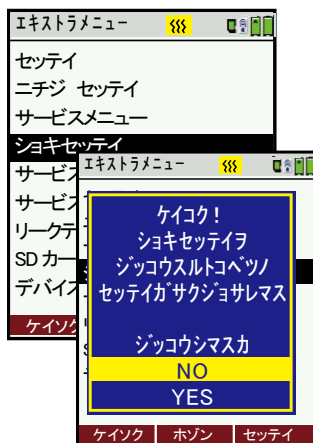 ｴｷｽﾄﾗﾒﾆｭｰ
セッテイ
ニチジ セッテイ
サービスメニュー
ショキセッテイ
サービス
サービス
リークテ
SD カー
デバイス
ケイソク
ｴｷｽﾄﾗﾒﾆｭｰ
ケイコク!
ショキセッテイヲ
ジッコウスルトコベツノ
セッテイガサクジョサレマス
ジッコウシマスカ
NO
YES
ケイソク ホゾン セッテイ